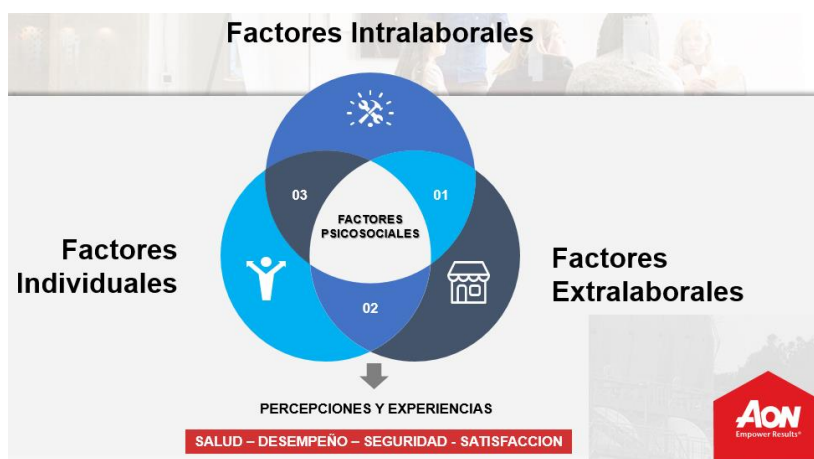 Factores Intralaborales
03
01
FACTORES
PSICOSOCIALES
Factores
Individuales
Factores
Extralaborales
02
PERCEPCIONES Y EXPERIENCIAS
SALUD – DESEMPEÑO – SEGURIDAD - SATISFACCION
AON
Empower Results®